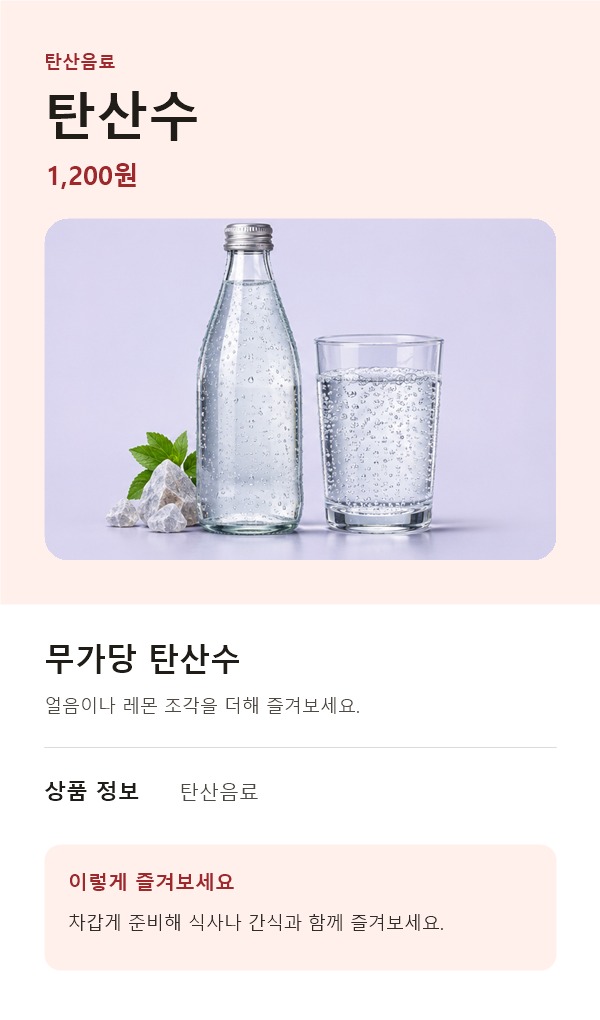 탄산음료
탄산수
1,200원
무가당 탄산수
얼음이나 레몬 조각을 더해 즐겨보세요.
상품 정보 탄산음료
이렇게 즐겨보세요
차갑게 준비해 식사나 간식과 함께 즐겨보세요.